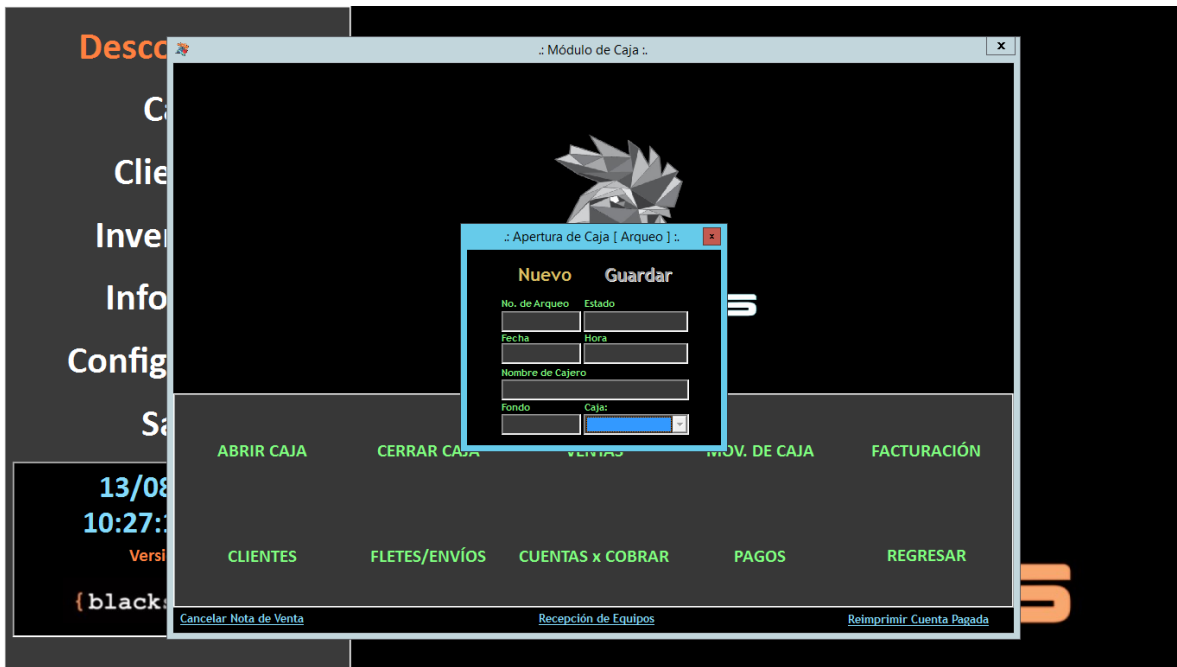 .: Módulo de Caja :.
x
.: Apertura de Caja [ Arqueo ] :.
x
Nuevo Guardar
No. de Arqueo Estado
Fecha Hora
Nombre de Cajero
Fondo Caja:
ABRIR CAJA CERRAR CAJA VENTAS MOV. DE CAJA FACTURACIÓN
CLIENTES FLETES/ENVÍOS CUENTAS x COBRAR PAGOS REGRESAR
Cancelar Nota de Venta Recepción de Equipos Reimprimir Cuenta Pagada
13/08
10:27: